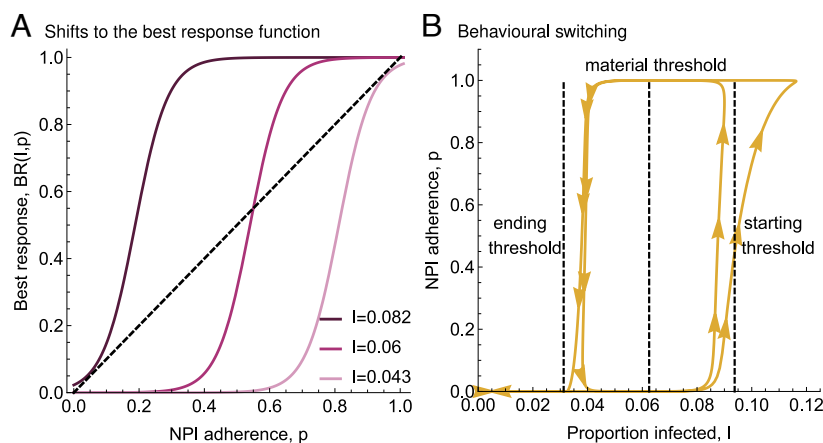 A Shifts to the best response function
Best response, BR(I,p)
1.0
0.8
0.6
0.4
0.2
0.0
0.0 0.2 0.4 0.6 0.8 1.0
NPI adherence, p
I=0.082
I=0.06
I=0.043
B Behavioural switching
NPI adherence, p
1.0
0.8
0.6
0.4
0.2
0.0
0.00 0.02 0.04 0.06 0.08 0.10 0.12
Proportion infected, I
material threshold
ending
threshold
starting
threshold